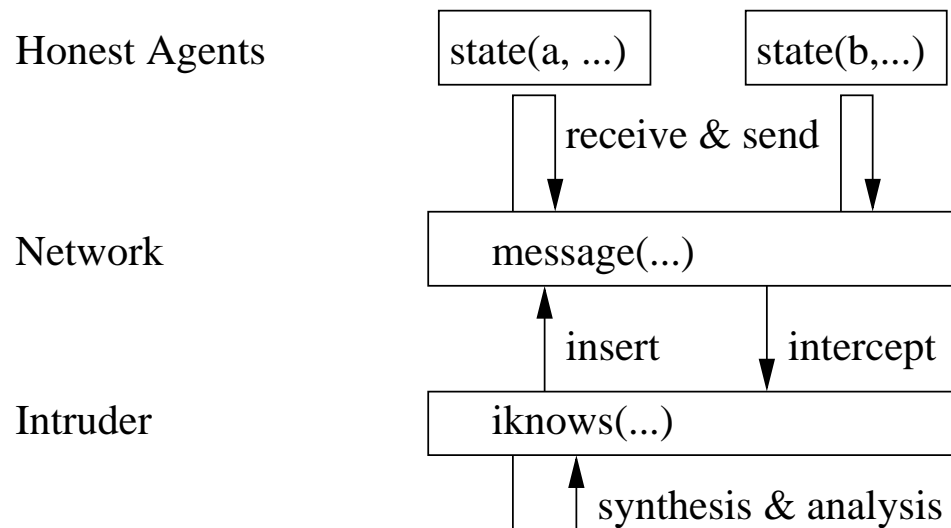 Honest Agents state(a, ...) state(b,...)
receive & send
Network message(...)
insert intercept
Intruder iknows(...)
synthesis & analysis